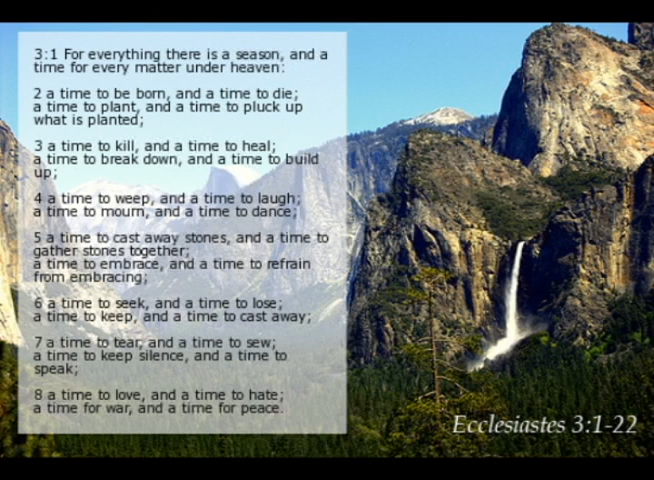 3:1 For everything there is a season, and a
time for every matter under heaven:
2 a time to be born, and a time to die;
a time to plant, and a time to pluck up
what is planted;
3 a time to kill, and a time to heal;
a time to break down, and a time to build
up;
4 a time to weep, and a time to laugh;
a time to mourn, and a time to dance;
5 a time to cast away stones, and a time to
gather stones together;
a time to embrace, and a time to refrain
from embracing;
6 a time to seek, and a time to lose;
a time to keep, and a time to cast away;
7 a time to tear, and a time to sew;
a time to keep silence, and a time to
speak;
8 a time to love, and a time to hate;
a time for war, and a time for peace.
Ecclesiastes 3:1-22